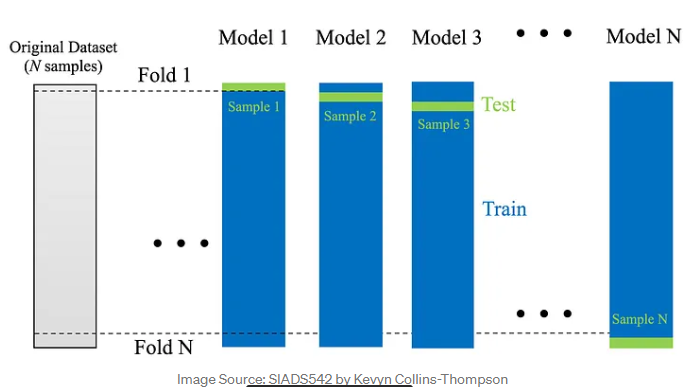 Original Dataset
(N samples)
Fold 1
Model 1
Model 2
Model 3
• • •
Model N
Sample 1
Sample 2
Sample 3
Test
Train
• • •
• • •
Sample N
Fold N
Image Source: SIADS542 by Kevyn Collins-Thompson